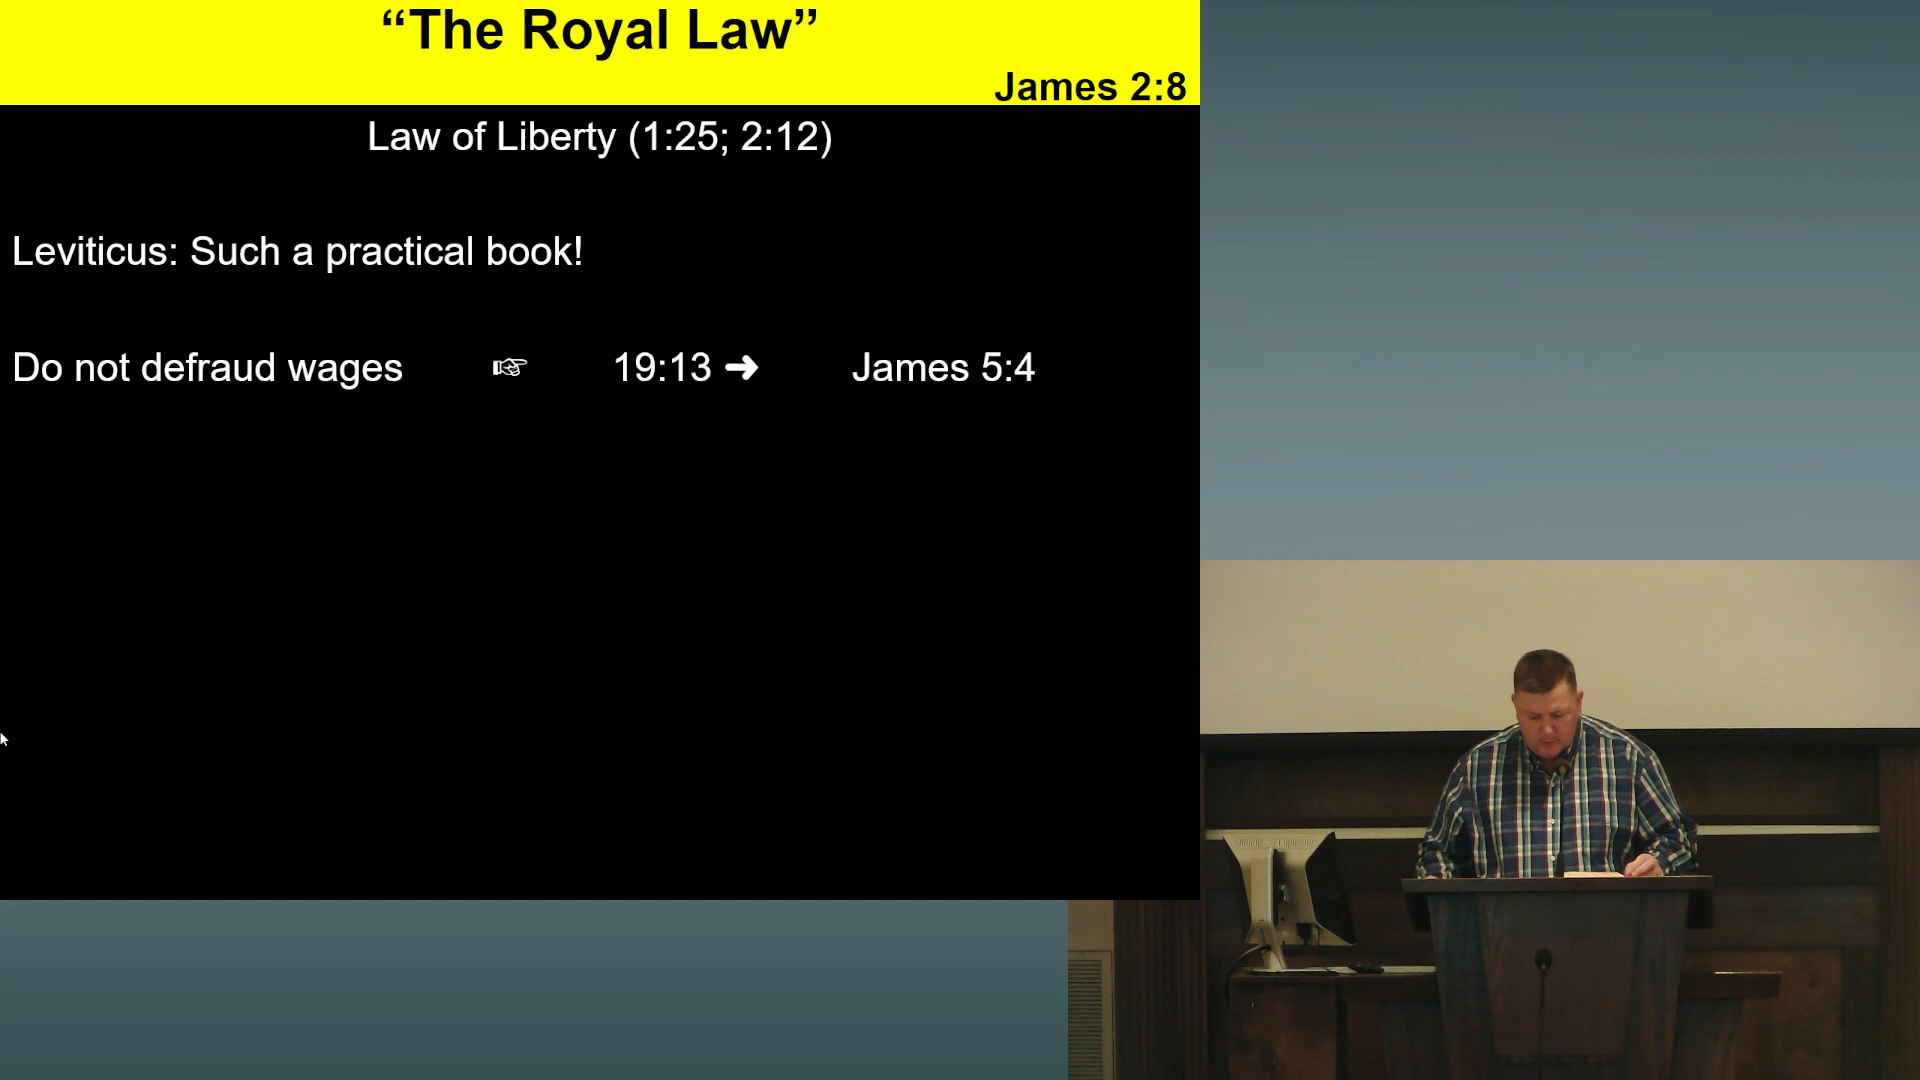 “The Royal Law”
James 2:8
Law of Liberty (1:25; 2:12)
Leviticus: Such a practical book!
Do not defraud wages ☞ 19:13 ➜ James 5:4